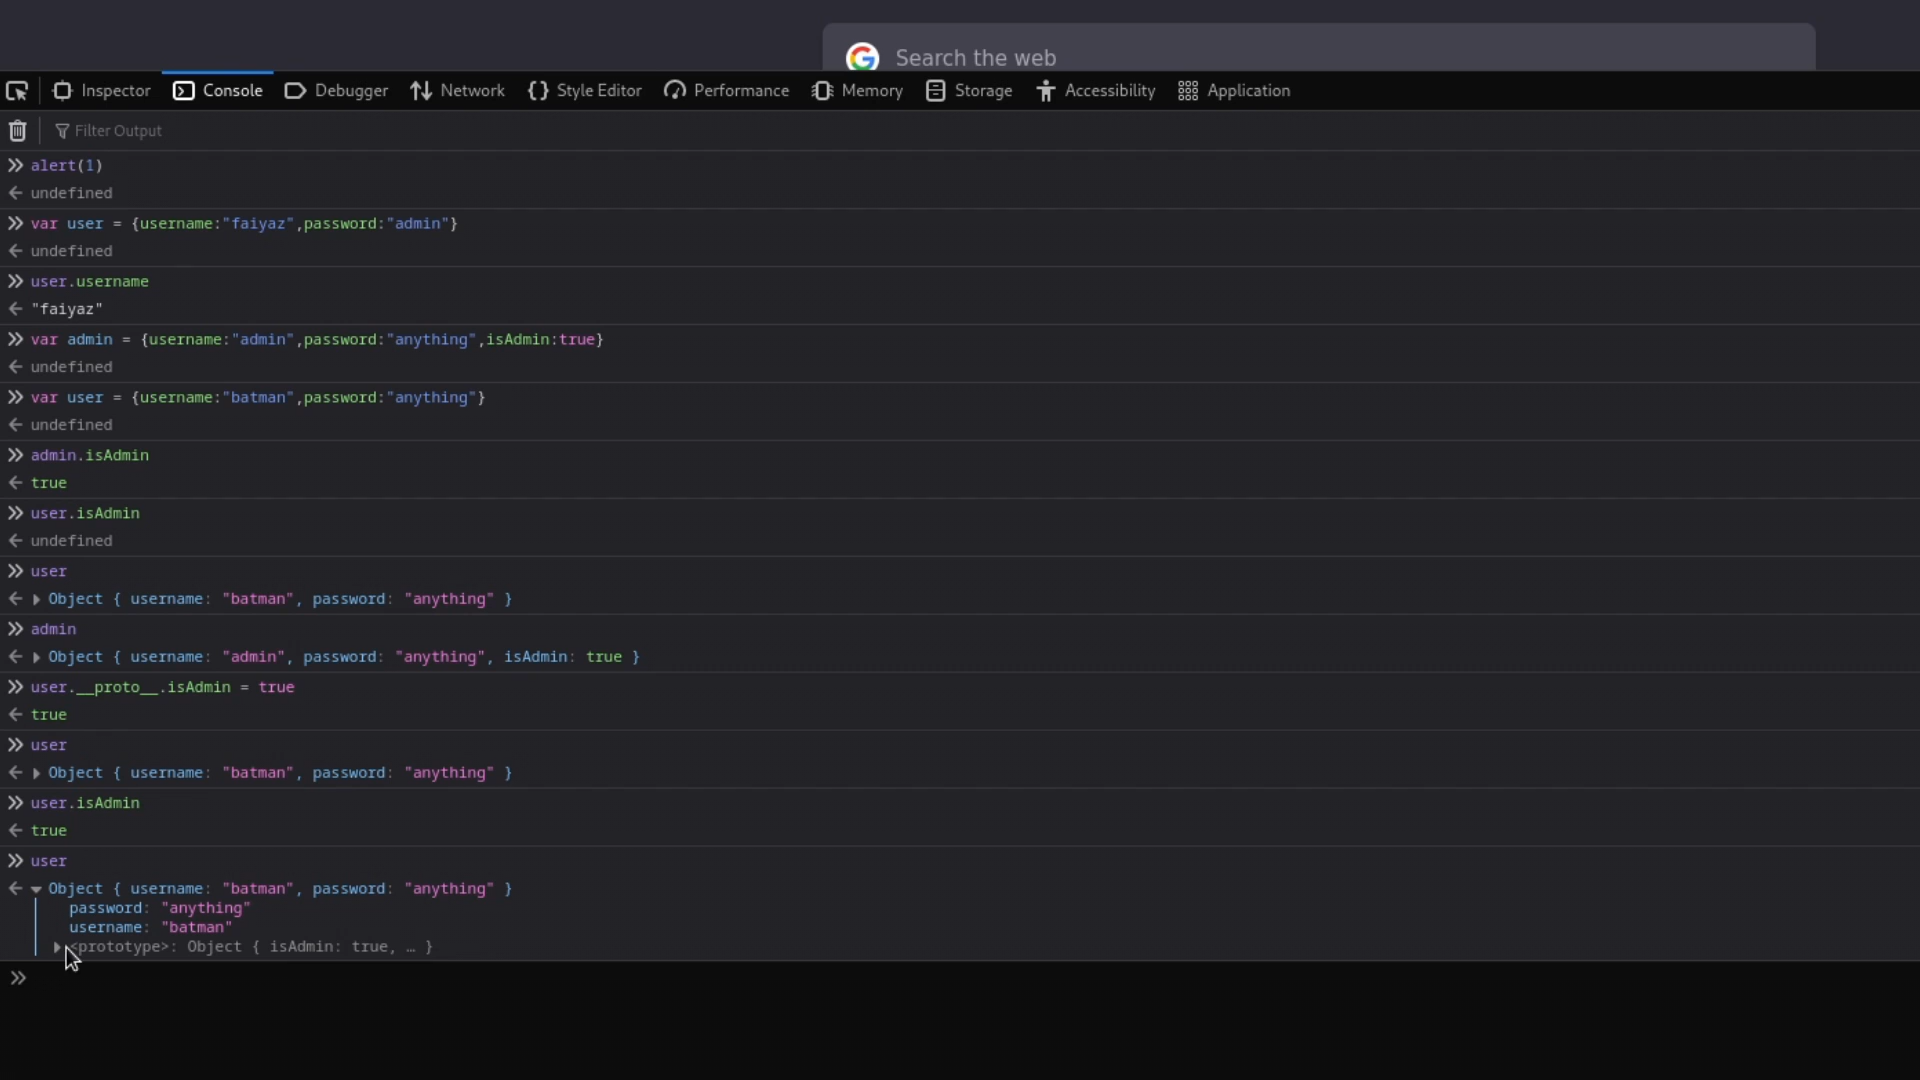 Search the web
Inspector Console Debugger Network Style Editor Performance Memory Storage Accessibility Application
Filter Output
alert(1)
undefined
var user = {username:"faiyaz",password:"admin"}
undefined
user.username
"faiyaz"
var admin = {username:"admin",password:"anything",isAdmin:true}
undefined
var user = {username:"batman",password:"anything"}
undefined
admin.isAdmin
true
user.isAdmin
undefined
user
Object { username: "batman", password: "anything" }
admin
Object { username: "admin", password: "anything", isAdmin: true }
user.__proto__.isAdmin = true
true
user
Object { username: "batman", password: "anything" }
user.isAdmin
true
user
Object { username: "batman", password: "anything" }
password: "anything"
username: "batman"
<prototype>: Object { isAdmin: true, … }